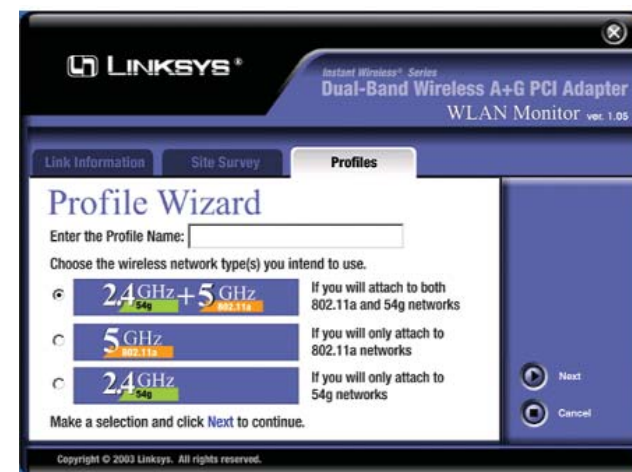 LINKSYS®
Instant Wireless® Series
Dual-Band Wireless A+G PCI Adapter
WLAN Monitor ver. 1.05
Link Information
Site Survey
Profiles
Profile Wizard
Enter the Profile Name:
Choose the wireless network type(s) you intend to use.
2.4GHz+5GHz
54g
802.11a
If you will attach to both
802.11a and 54g networks
5GHz
802.11a
If you will only attach to
802.11a networks
2.4GHz
54g
If you will only attach to
54g networks
Next
Cancel
Make a selection and click Next to continue.
Copyright © 2003 Linksys. All rights reserved.